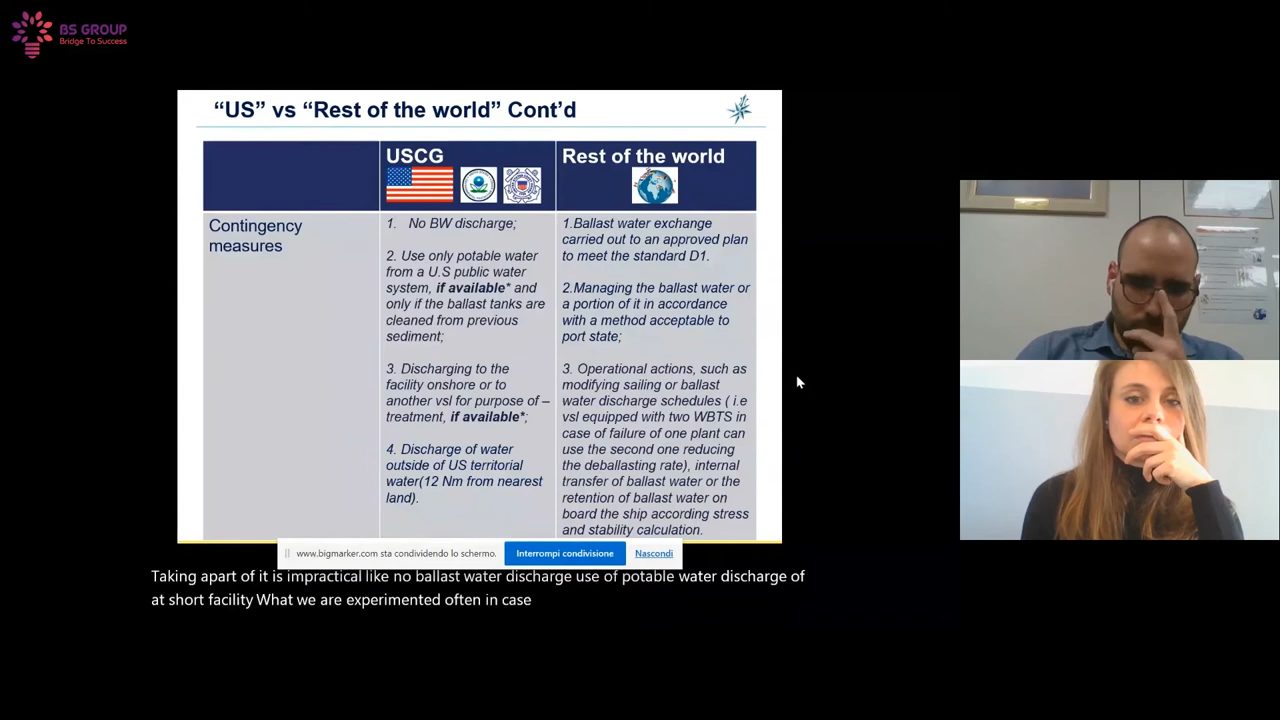 BS GROUP
Bridge To Success
“US” vs “Rest of the world” Cont’d
USCG
Rest of the world
Contingency
measures
1. No BW discharge;
2. Use only potable water
from a U.S public water
system, if available* and
only if the ballast tanks are
cleaned from previous
sediment;
3. Discharging to the
facility onshore or to
another vsl for purpose of –
treatment, if available*;
4. Discharge of water
outside of US territorial
water(12 Nm from nearest
land).
1.Ballast water exchange
carried out to an approved plan
to meet the standard D1.
2.Managing the ballast water or
a portion of it in accordance
with a method acceptable to
port state;
3. Operational actions, such as
modifying sailing or ballast
water discharge schedules ( i.e
vsl equipped with two WBTS in
case of failure of one plant can
use the second one reducing
the deballasting rate), internal
transfer of ballast water or the
retention of ballast water on
board the ship according stress
and stability calculation.
www.bigmarker.com sta condividendo lo schermo.
Interrompi condivisione
Nascondi
Taking apart of it is impractical like no ballast water discharge use of potable water discharge of
at short facility What we are experimented often in case